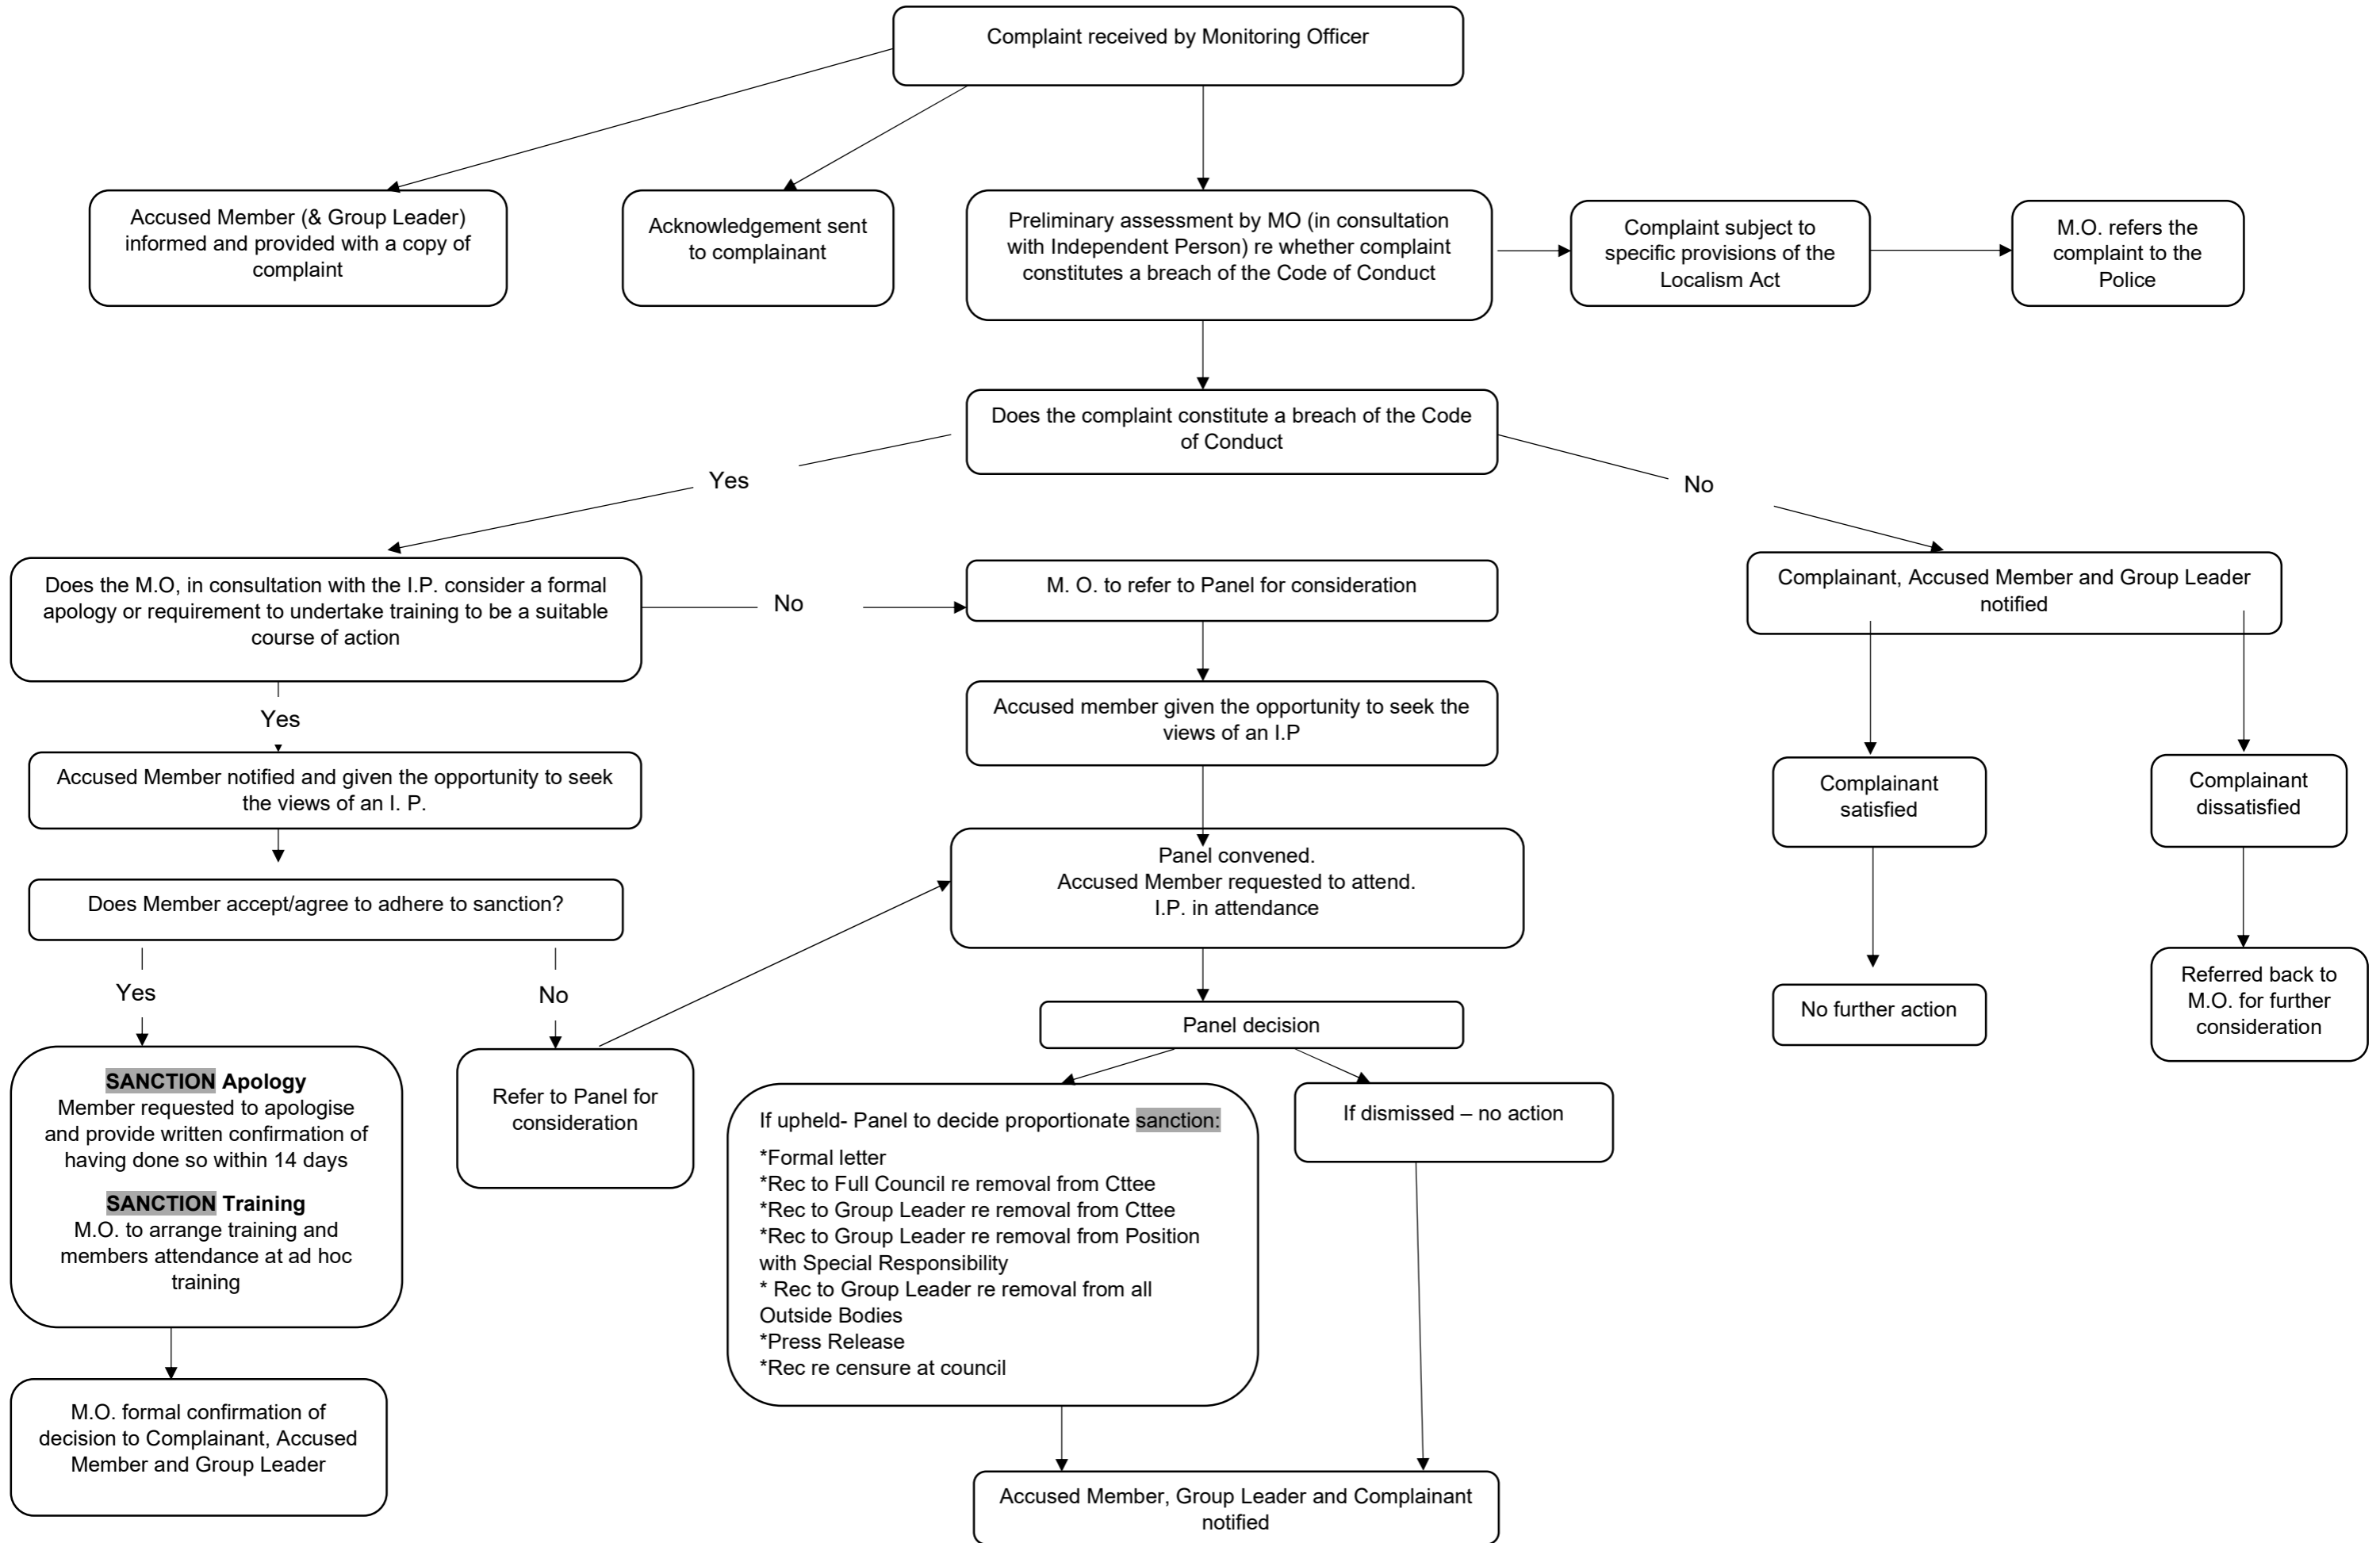 Complaint received by Monitoring Officer
Accused Member (& Group Leader)
informed and provided with a copy of
complaint
Acknowledgement sent
to complainant
Preliminary assessment by MO (in consultation
with Independent Person) re whether complaint
constitutes a breach of the Code of Conduct
Complaint subject to
specific provisions of the
Localism Act
M.O. refers the
complaint to the
Police
Does the complaint constitute a breach of the Code
of Conduct
Yes
No
Does the M.O, in consultation with the I.P. consider a formal
apology or requirement to undertake training to be a suitable
course of action
No
M. O. to refer to Panel for consideration
Complainant, Accused Member and Group Leader
notified
Yes
Accused member given the opportunity to seek the
views of an I.P
Accused Member notified and given the opportunity to seek
the views of an I. P.
Complainant
satisfied
Complainant
dissatisfied
Does Member accept/agree to adhere to sanction?
Panel convened.
Accused Member requested to attend.
I.P. in attendance
Yes
No
No further action
Referred back to
M.O. for further
consideration
Panel decision
SANCTION Apology
Member requested to apologise
and provide written confirmation of
having done so within 14 days
SANCTION Training
M.O. to arrange training and
members attendance at ad hoc
training
Refer to Panel for
consideration
If upheld- Panel to decide proportionate sanction:
*Formal letter
*Rec to Full Council re removal from Cttee
*Rec to Group Leader re removal from Cttee
*Rec to Group Leader re removal from Position
with Special Responsibility
* Rec to Group Leader re removal from all
Outside Bodies
*Press Release
*Rec re censure at council
If dismissed – no action
M.O. formal confirmation of
decision to Complainant, Accused
Member and Group Leader
Accused Member, Group Leader and Complainant
notified